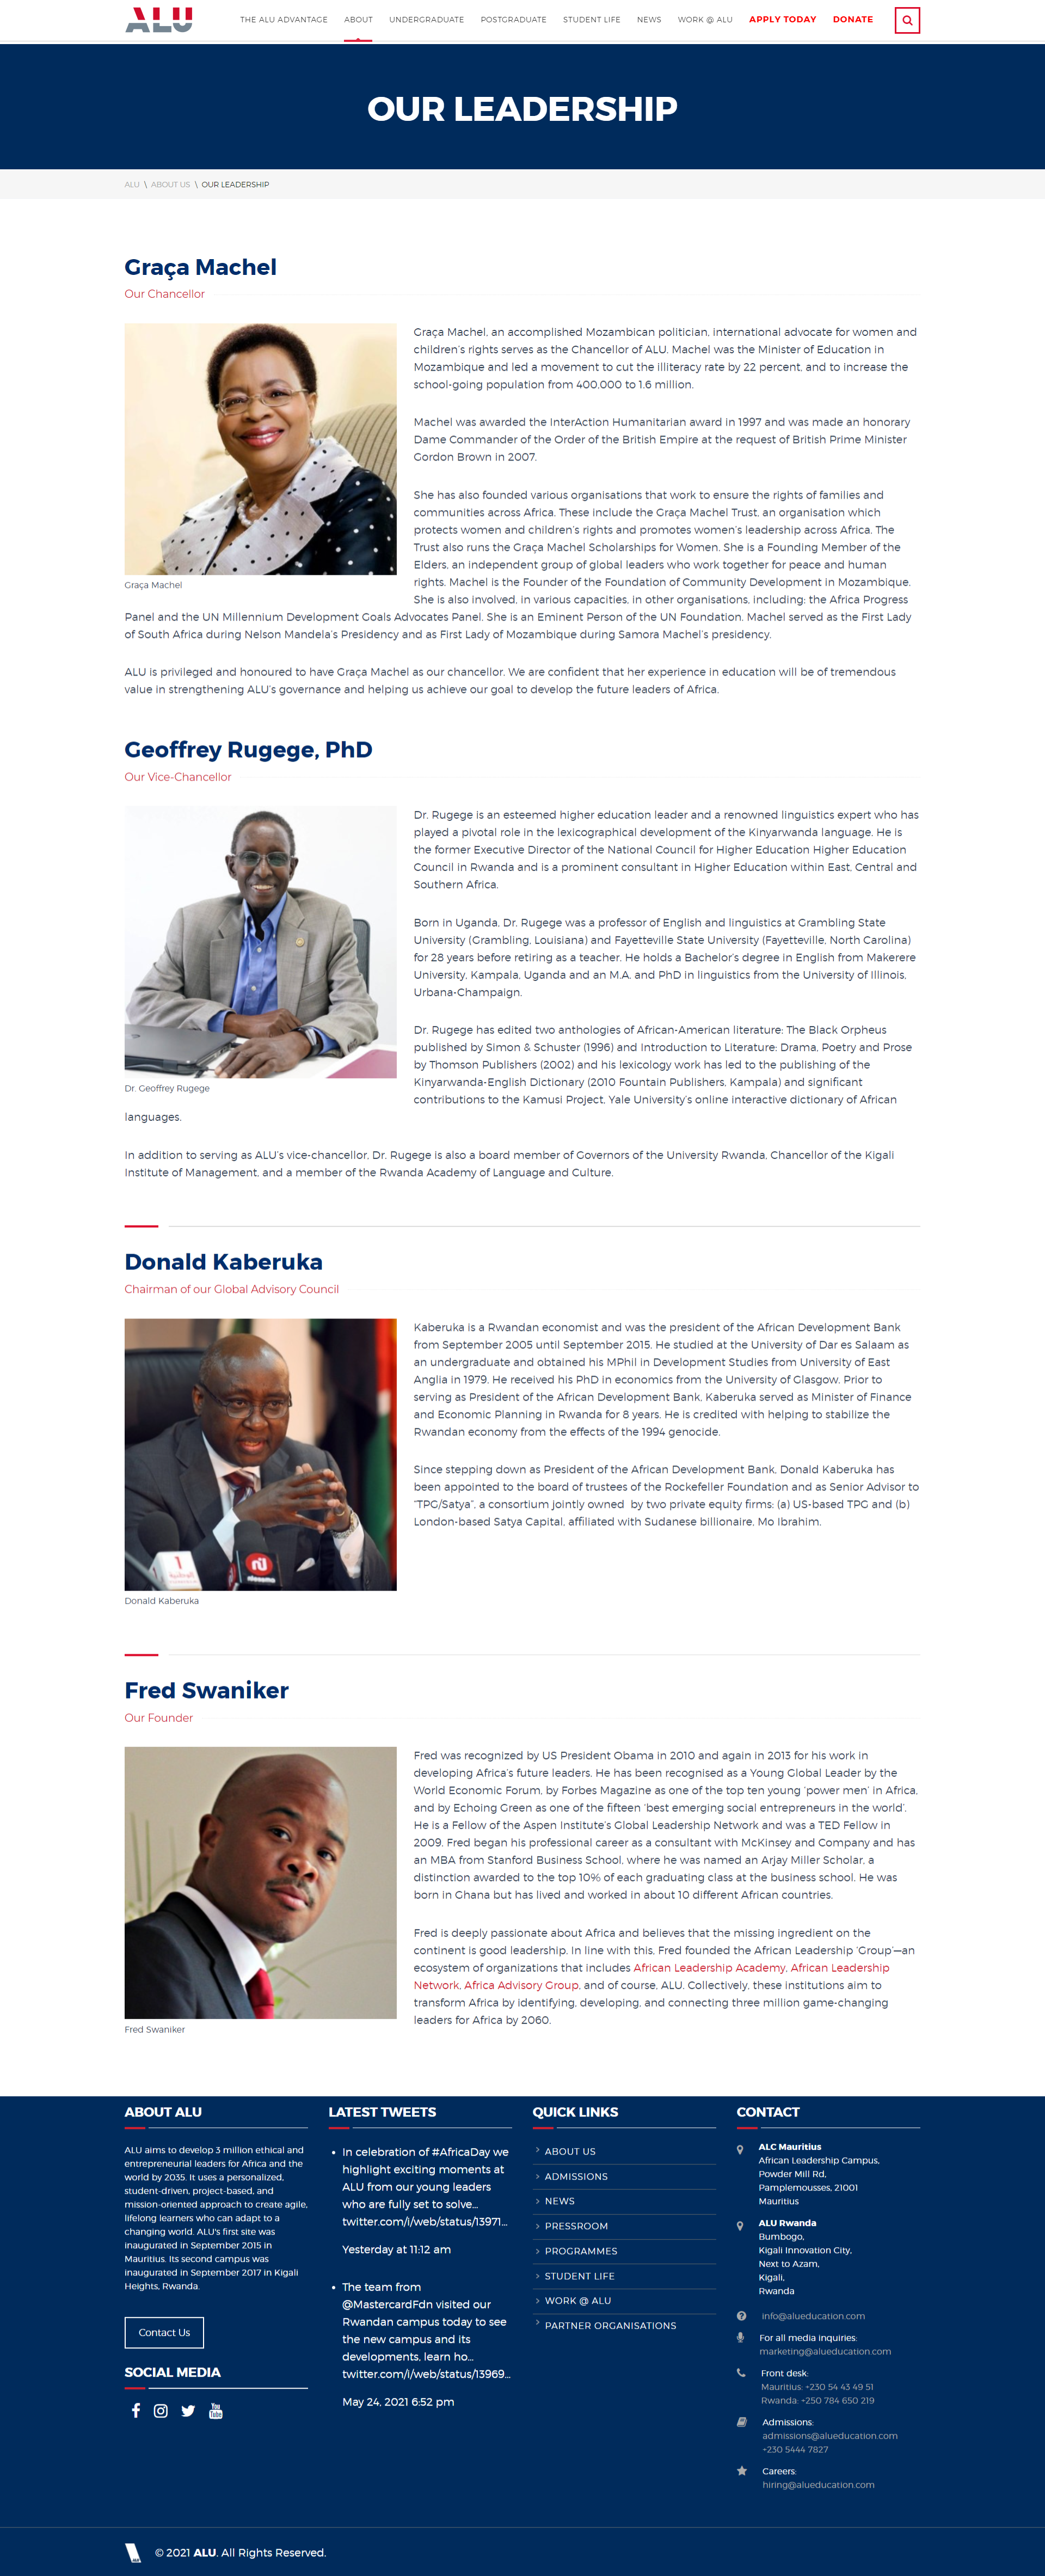 ALU
THE ALU ADVANTAGE ABOUT UNDERGRADUATE POSTGRADUATE STUDENT LIFE NEWS WORK @ ALU APPLY TODAY DONATE
OUR LEADERSHIP
ALU \ ABOUT US \ OUR LEADERSHIP
Graça Machel
Our Chancellor
Graça Machel, an accomplished Mozambican politician, international advocate for women and
children's rights serves as the Chancellor of ALU. Machel was the Minister of Education in
Mozambique and led a movement to cut the illiteracy rate by 22 percent, and to increase the
school-going population from 400,000 to 1.6 million.
Machel was awarded the InterAction Humanitarian award in 1997 and was made an honorary
Dame Commander of the Order of the British Empire at the request of British Prime Minister
Gordon Brown in 2007.
She has also founded various organisations that work to ensure the rights of families and
communities across Africa. These include the Graça Machel Trust, an organisation which
protects women and children's rights and promotes women's leadership across Africa. The
Trust also runs the Graça Machel Scholarships for Women. She is a Founding Member of the
Elders, an independent group of global leaders who work together for peace and human
rights. Machel is the Founder of the Foundation of Community Development in Mozambique.
She is also involved, in various capacities, in other organisations, including: the Africa Progress
Panel and the UN Millennium Development Goals Advocates Panel. She is an Eminent Person of the UN Foundation. Machel served as the First Lady
of South Africa during Nelson Mandela's Presidency and as First Lady of Mozambique during Samora Machel's presidency.
Graça Machel
ALU is privileged and honoured to have Graça Machel as our chancellor. We are confident that her experience in education will be of tremendous
value in strengthening ALU's governance and helping us achieve our goal to develop the future leaders of Africa.
Geoffrey Rugege, PhD
Our Vice-Chancellor
Dr. Rugege is an esteemed higher education leader and a renowned linguistics expert who has
played a pivotal role in the lexicographical development of the Kinyarwanda language. He is
the former Executive Director of the National Council for Higher Education Higher Education
Council in Rwanda and is a prominent consultant in Higher Education within East, Central and
Southern Africa.
Born in Uganda, Dr. Rugege was a professor of English and linguistics at Grambling State
University (Grambling, Louisiana) and Fayetteville State University (Fayetteville, North Carolina)
for 28 years before retiring as a teacher. He holds a Bachelor's degree in English from Makerere
University, Kampala, Uganda and an M.A. and PhD in linguistics from the University of Illinois,
Urbana-Champaign.
Dr. Rugege has edited two anthologies of African-American literature; The Black Orpheus
published by Simon & Schuster (1996) and Introduction to Literature; Drama, Poetry and Prose
by Thomson Publishers (2002) and his lexicology work has led to the publishing of the
Kinyarwanda-English Dictionary (2010 Fountain Publishers, Kampala) and significant
contributions to the Kamusi Project, Yale University's online interactive dictionary of African
languages.
Dr. Geoffrey Rugege
In addition to serving as ALU's vice-chancellor, Dr. Rugege is also a board member of Governors of the University Rwanda, Chancellor of the Kigali
Institute of Management, and a member of the Rwanda Academy of Language and Culture.
Donald Kaberuka
Chairman of our Global Advisory Council
Kaberuka is a Rwandan economist and was the president of the African Development Bank
from September 2005 until September 2015. He studied at the University of Dar es Salaam as
an undergraduate and obtained his MPhil in Development Studies from University of East
Anglia in 1979. He received his PhD in economics from the University of Glasgow. Prior to
serving as President of the African Development Bank, Kaberuka served as Minister of Finance
and Economic Planning in Rwanda for 8 years. He is credited with helping to stabilize the
Rwandan economy from the effects of the 1994 genocide.
Since stepping down as President of the African Development Bank, Donald Kaberuka has
been appointed to the board of trustees of the Rockefeller Foundation and as Senior Advisor to
"TPG/Satya", a consortium jointly owned by two private equity firms; (a) US-based TPG and (b)
London-based Satya Capital, affiliated with Sudanese billionaire, Mo Ibrahim.
1
Donald Kaberuka
Fred Swaniker
Our Founder
Fred was recognized by US President Obama in 2010 and again in 2013 for his work in
developing Africa's future leaders. He has been recognised as a Young Global Leader by the
World Economic Forum, by Forbes Magazine as one of the top ten young 'power men' in Africa,
and by Echoing Green as one of the fifteen 'best emerging social entrepreneurs in the world'.
He is a Fellow of the Aspen Institute's Global Leadership Network and was a TED Fellow in
2009. Fred began his professional career as a consultant with McKinsey and Company and has
an MBA from Stanford Business School, where he was named an Arjay Miller Scholar, a
distinction awarded to the top 10% of each graduating class at the business school. He was
born in Ghana but has lived and worked in about 10 different African countries.
Fred is deeply passionate about Africa and believes that the missing ingredient on the
continent is good leadership. In line with this, Fred founded the African Leadership 'Group'—an
ecosystem of organizations that includes African Leadership Academy, African Leadership
Network, Africa Advisory Group, and of course, ALU. Collectively, these institutions aim to
transform Africa by identifying, developing, and connecting three million game-changing
leaders for Africa by 2060.
Fred Swaniker
ABOUT ALU
ALU aims to develop 3 million ethical and
entrepreneurial leaders for Africa and the
world by 2035. It uses a personalized,
student-driven, project-based, and
mission-oriented approach to create agile,
lifelong learners who can adapt to a
changing world. ALU's first site was
inaugurated in September 2015 in
Mauritius. Its second campus was
inaugurated in September 2017 in Kigali
Heights, Rwanda.
Contact Us
SOCIAL MEDIA
You Tube
LATEST TWEETS
In celebration of #AfricaDay we
highlight exciting moments at
ALU from our young leaders
who are fully set to solve...
twitter.com/i/web/status/13971...
Yesterday at 11:12 am
The team from
@MastercardFdn visited our
Rwandan campus today to see
the new campus and its
developments, learn ho...
twitter.com/i/web/status/13969...
May 24, 2021 6:52 pm
QUICK LINKS
ABOUT US
ADMISSIONS
NEWS
PRESSROOM
PROGRAMMES
STUDENT LIFE
WORK @ ALU
PARTNER ORGANISATIONS
CONTACT
ALC Mauritius
African Leadership Campus,
Powder Mill Rd,
Pamplemousses, 21001
Mauritius
ALU Rwanda
Bumbogo,
Kigali Innovation City,
Next to Azam,
Kigali,
Rwanda
info@alueducation.com
For all media inquiries:
marketing@alueducation.com
Front desk:
Mauritius: +230 54 43 49 51
Rwanda: +250 784 650 219
Admissions:
admissions@alueducation.com
+230 5444 7827
Careers:
hiring@alueducation.com
© 2021 ALU. All Rights Reserved.